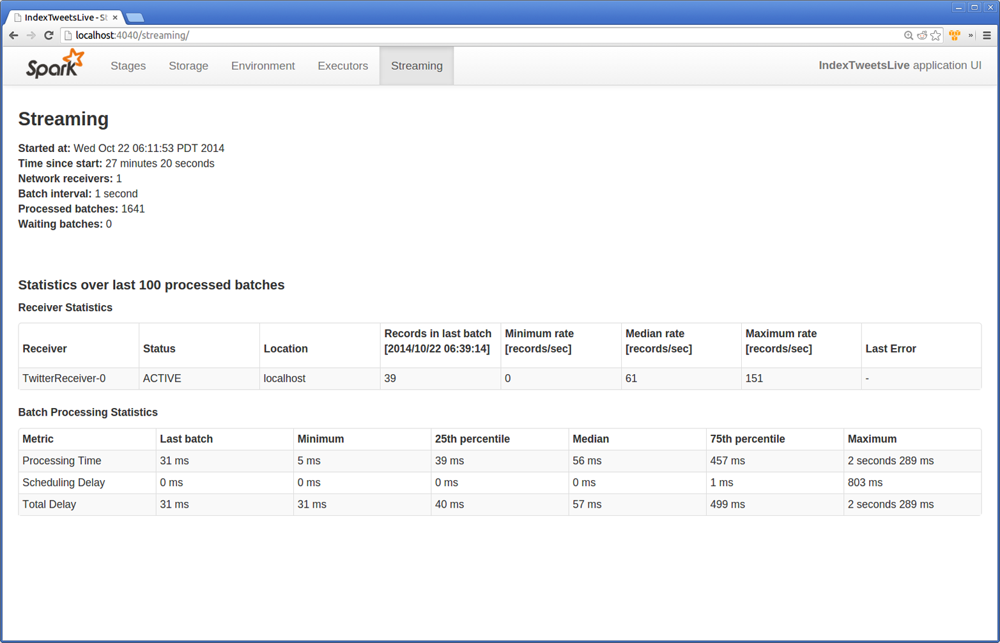 IndexTweetsLive - St
localhost:4040/streaming/
Spark Stages Storage Environment Executors Streaming IndexTweetsLive application UI
Streaming
Started at: Wed Oct 22 06:11:53 PDT 2014
Time since start: 27 minutes 20 seconds
Network receivers: 1
Batch interval: 1 second
Processed batches: 1641
Waiting batches: 0
Statistics over last 100 processed batches
Receiver Statistics
Receiver Status Location Records in last batch [2014/10/22 06:39:14] Minimum rate [records/sec] Median rate [records/sec] Maximum rate [records/sec] Last Error
TwitterReceiver-0 ACTIVE localhost 39 0 61 151 -
Batch Processing Statistics
Metric Last batch Minimum 25th percentile Median 75th percentile Maximum
Processing Time 31 ms 5 ms 39 ms 56 ms 457 ms 2 seconds 289 ms
Scheduling Delay 0 ms 0 ms 0 ms 0 ms 1 ms 803 ms
Total Delay 31 ms 31 ms 40 ms 57 ms 499 ms 2 seconds 289 ms